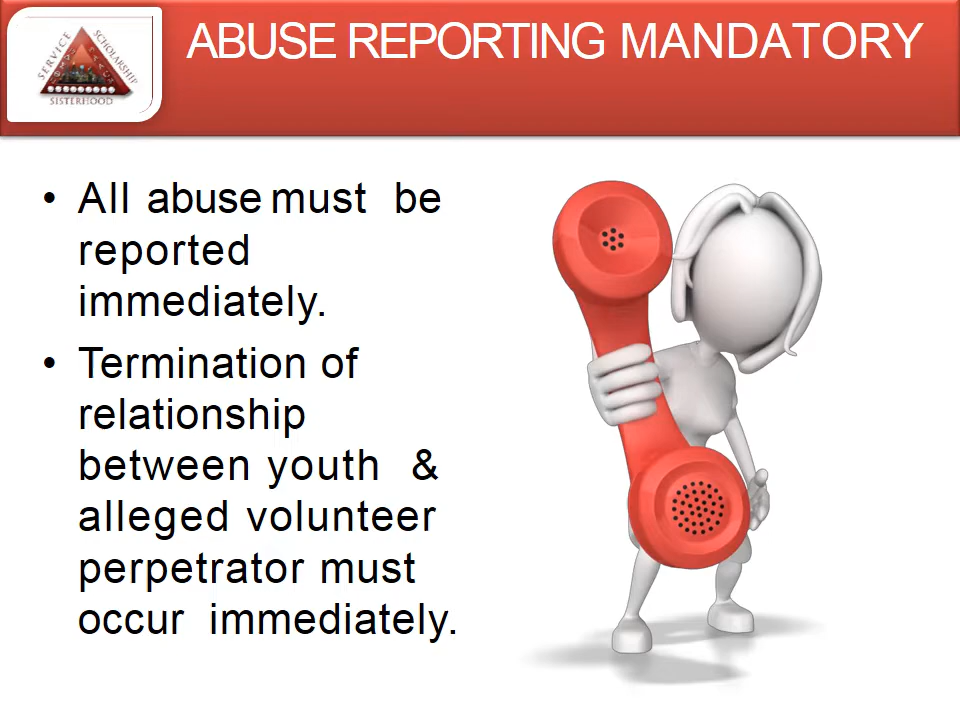 ABUSE REPORTING MANDATORY
SERVICE
SCHOLARSHIP
SISTERHOOD
• All abuse must be
reported
immediately.
• Termination of
relationship
between youth &
alleged volunteer
perpetrator must
occur immediately.